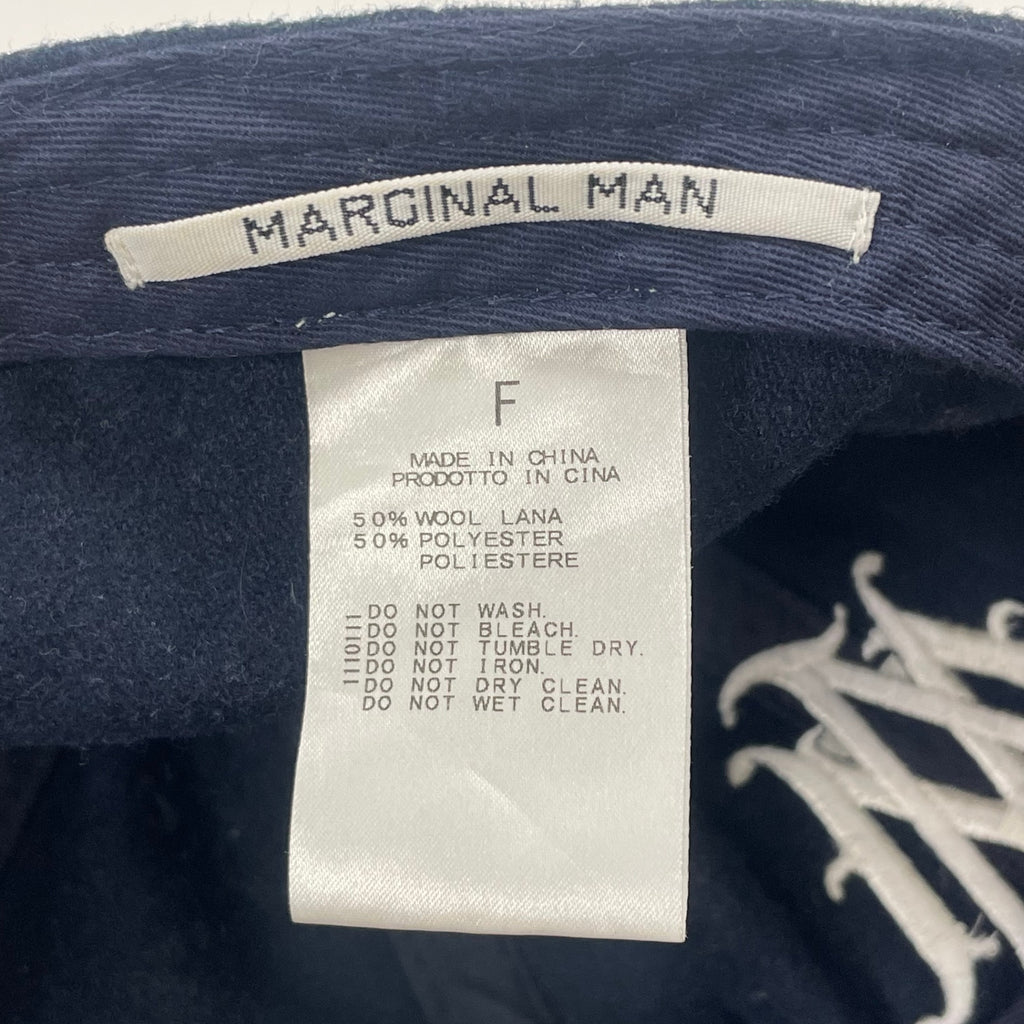 MARGINAL MAN
F
MADE IN CHINA
PRODOTTO IN CINA
50% WOOL LANA
50% POLYESTER
POLIESTERE
DO NOT WASH.
DO NOT BLEACH.
DO NOT TUMBLE DRY.
DO NOT IRON.
DO NOT DRY CLEAN.
DO NOT WET CLEAN.
1110111